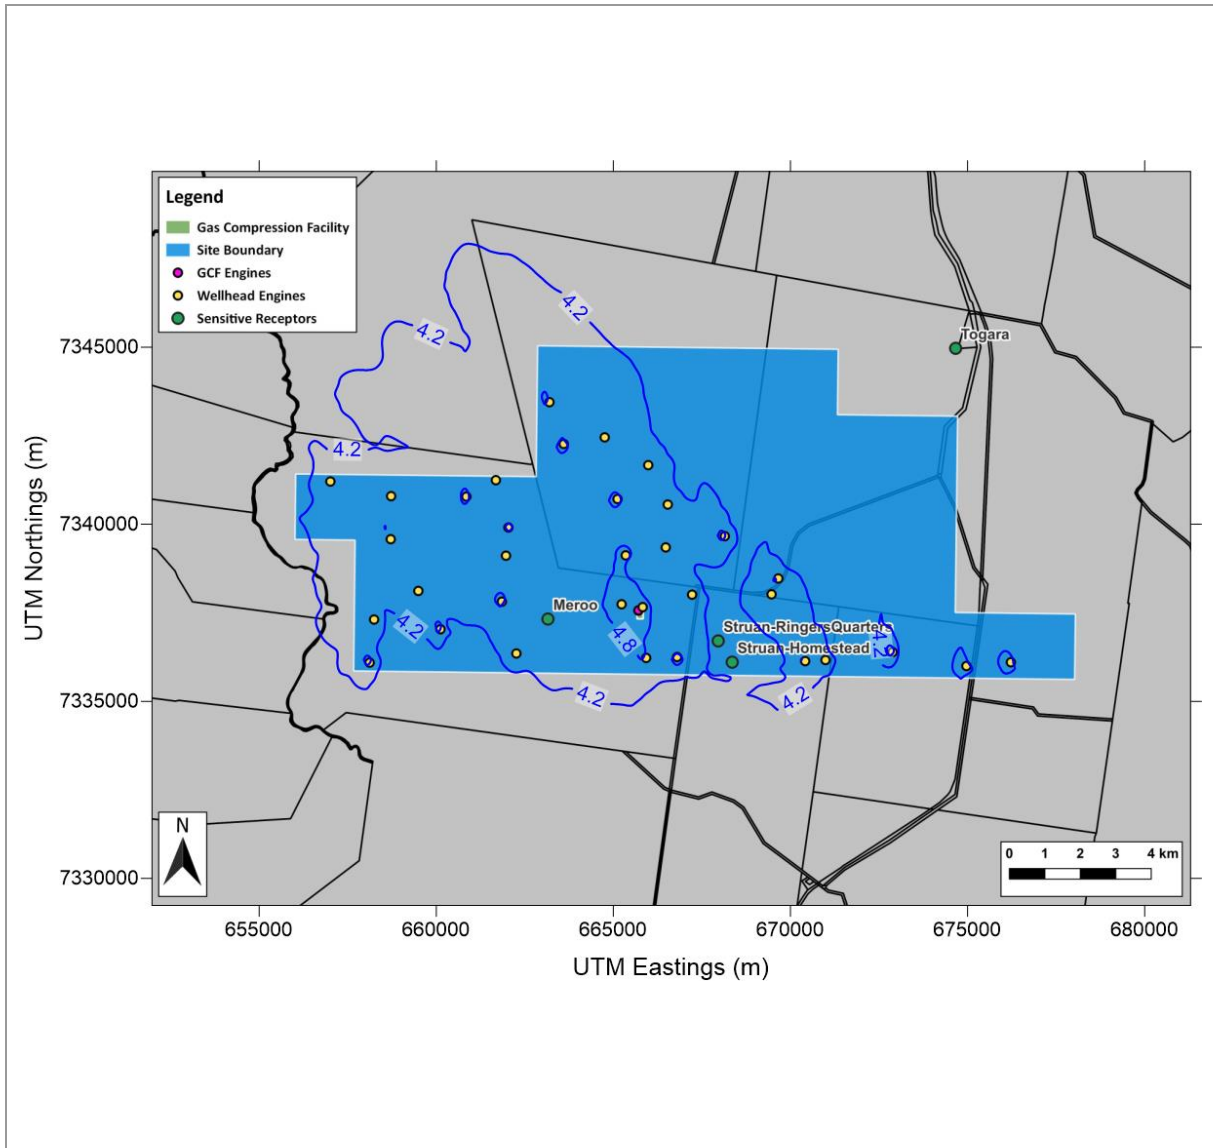 Legend
Gas Compression Facility
Site Boundary
GCF Engines
Wellhead Engines
Sensitive Receptors
4.2
4.2
Togara
7345000
4.2
UTM Northings (m)
7340000
Meroo
4.2
Struan-RingersQuarters
4.8
4.2
Struan-Homestead
4.2
4.2
7335000
N
0 1 2 3 4 km
7330000
655000 660000 665000 670000 675000 680000
UTM Eastings (m)